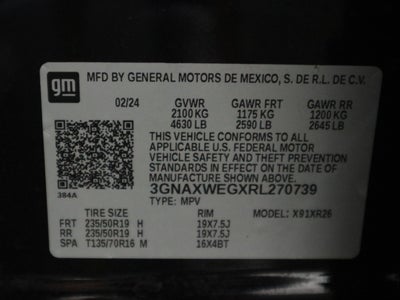 gm
MFD BY GENERAL MOTORS DE MEXICO, S. DE R.L. DE C.V.
02/24 GVWR GAWR FRT GAWR RR
2100 KG 1175 KG 1200 KG
4630 LB 2590 LB 2645 LB
THIS VEHICLE CONFORMS TO ALL
APPLICABLE U.S. FEDERAL MOTOR
VEHICLE SAFETY AND THEFT PREVENTION STANDARDS
IN EFFECT ON THE DATE OF
MANUFACTURE SHOWN ABOVE.
384A
3GNAXWEGXRL270739
TYPE: MPV
TIRE SIZE RIM MODEL: X91XR26
FRT 235/50R19 H 19X7.5J
RR 235/50R19 H 19X7.5J
SPA T135/70R16 M 16X4BT